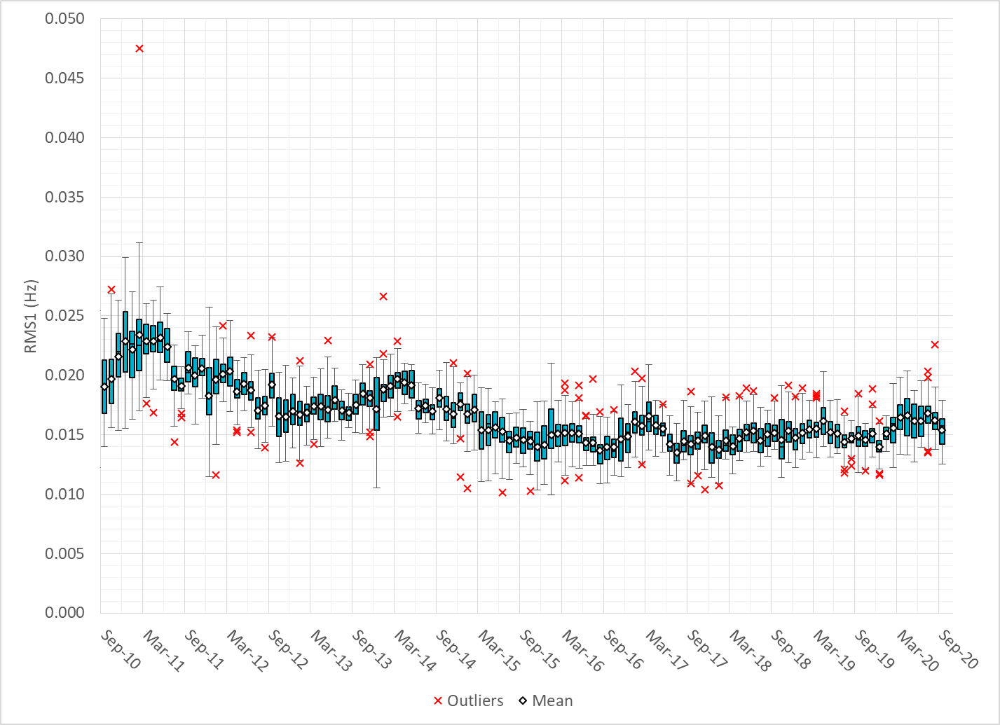 0.050
0.045
0.040
0.035
0.030
0.025
0.020
0.015
0.010
0.005
0.000
RMS1 (Hz)
Sep-10
Mar-11
Sep-11
Mar-12
Sep-12
Mar-13
Sep-13
Mar-14
Sep-14
Mar-15
Sep-15
Mar-16
Sep-16
Mar-17
Sep-17
Mar-18
Sep-18
Mar-19
Sep-19
Mar-20
Sep-20
Outliers Mean